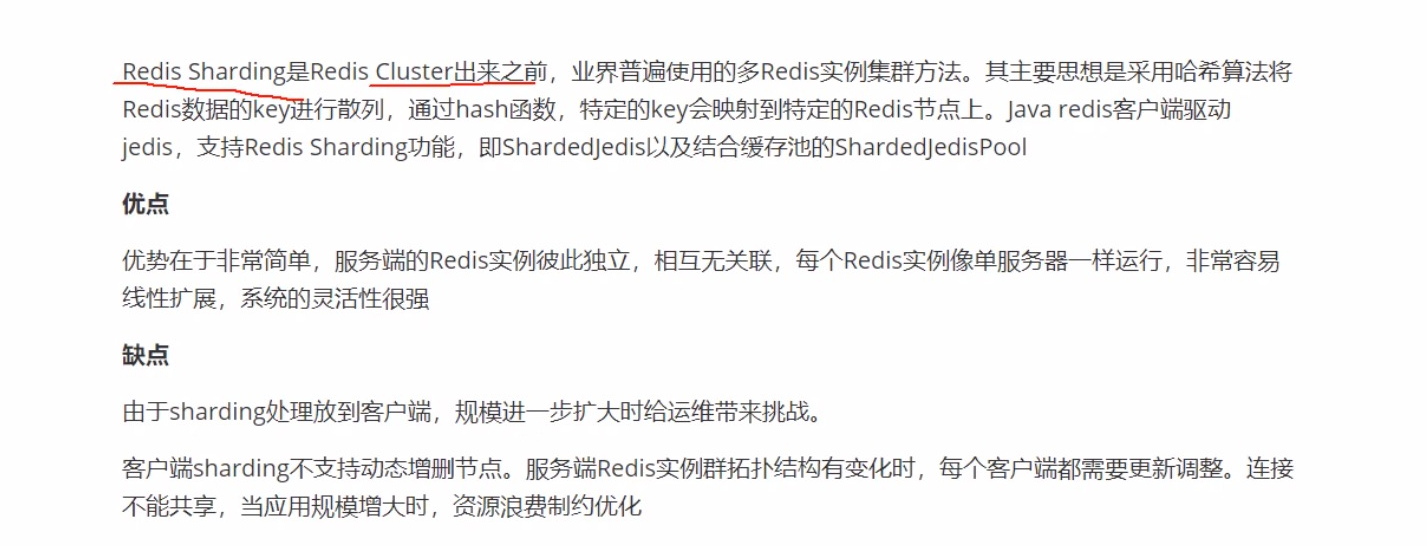 Redis Sharding是Redis Cluster出来之前，业界普遍使用的多Redis实例集群方法。其主要思想是采用哈希算法将
Redis数据的key进行散列，通过hash函数，特定的key会映射到特定的Redis节点上。Java redis客户端驱动
jedis，支持Redis Sharding功能，即ShardedJedis以及结合缓存池的ShardedJedisPool
优点
优势在于非常简单，服务端的Redis实例彼此独立，相互无关联，每个Redis实例像单服务器一样运行，非常容易
线性扩展，系统的灵活性很强
缺点
由于sharding处理放到客户端，规模进一步扩大时给运维带来挑战。
客户端sharding不支持动态增删节点。服务端Redis实例群拓扑结构有变化时，每个客户端都需要更新调整。连接
不能共享，当应用规模增大时，资源浪费制约优化